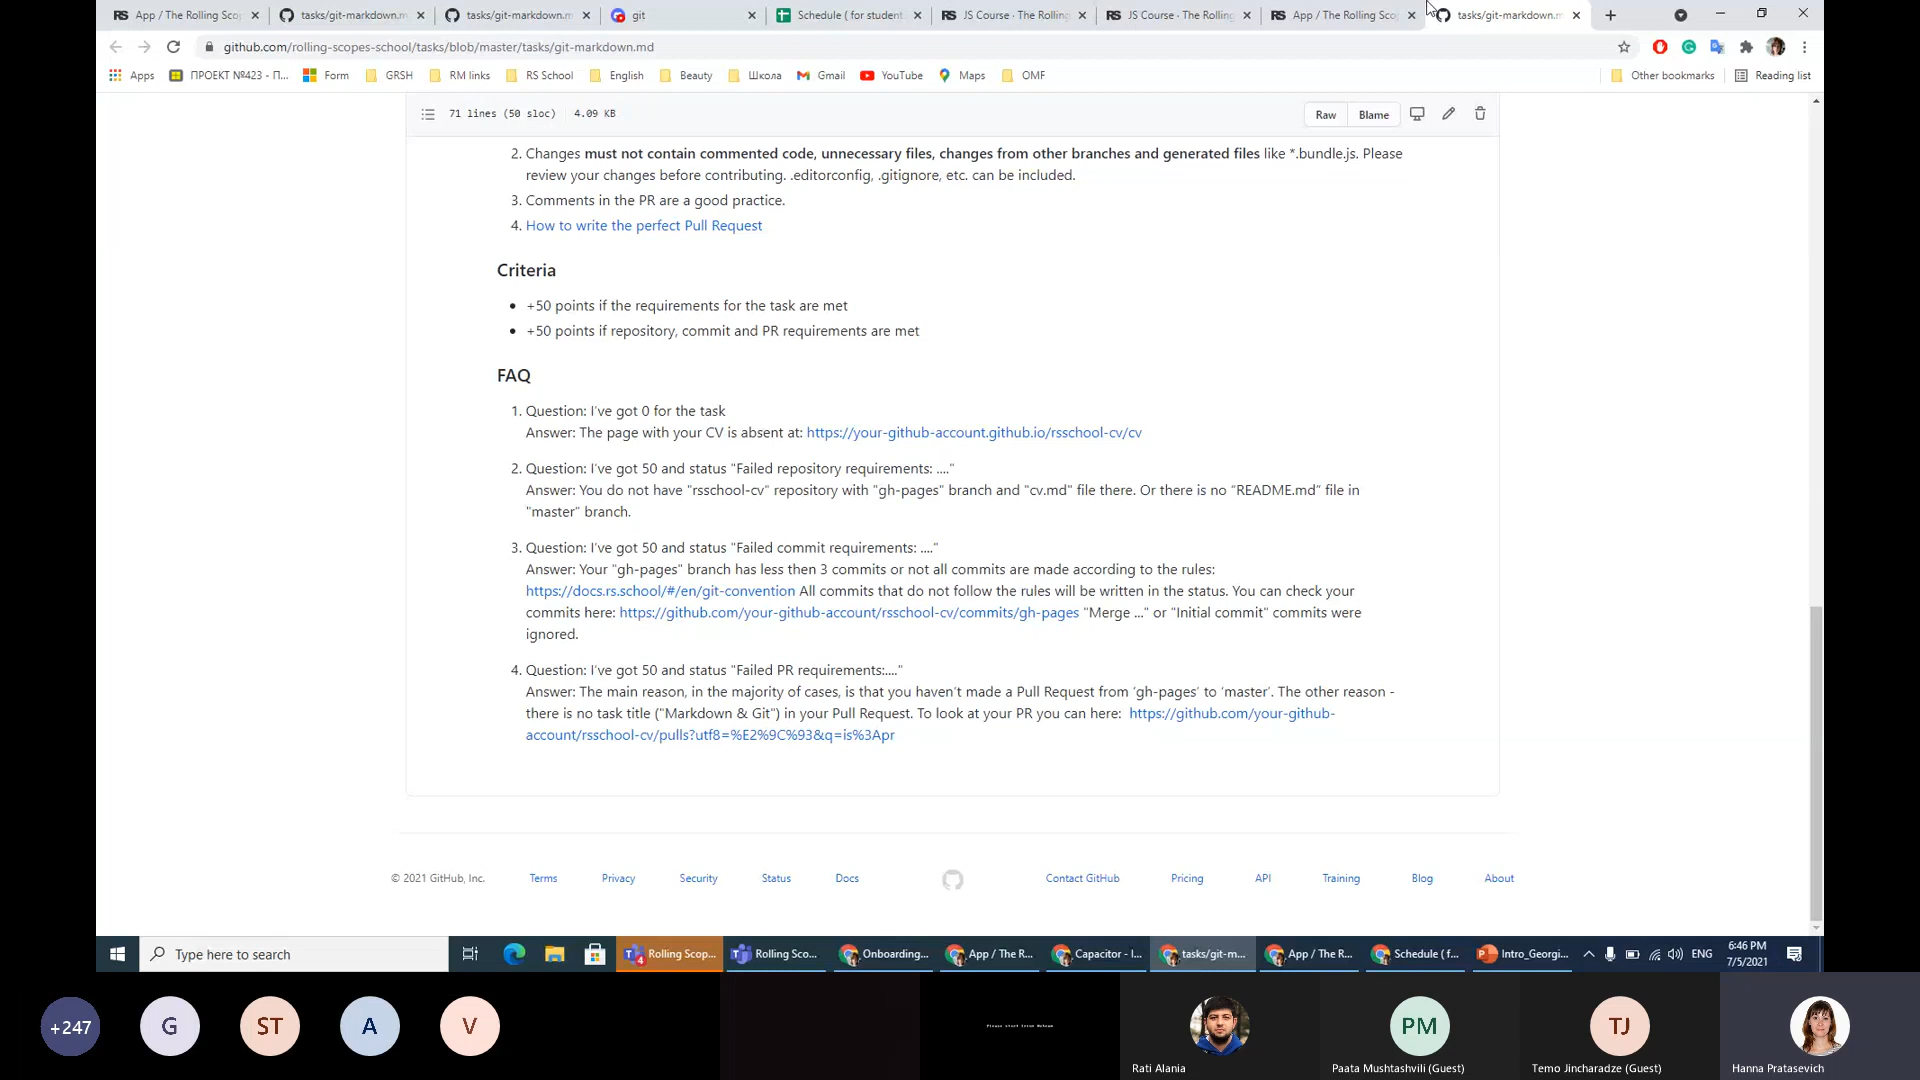 App / The Rolling Sco
tasks/git-markdown.m
tasks/git-markdown.m
git
Schedule ( for student
JS Course · The Rolling
JS Course · The Rolling
App / The Rolling Sco
tasks/git-markdown.m
github.com/rolling-scopes-school/tasks/blob/master/tasks/git-markdown.md
Apps
ПРОЕКТ №423 - П...
Form
GRSH
RM links
RS School
English
Beauty
Школа
Gmail
YouTube
Maps
OMF
Other bookmarks
Reading list
71 lines (50 sloc) 4.09 KB
Raw
Blame
2. Changes must not contain commented code, unnecessary files, changes from other branches and generated files like *.bundle.js. Please
review your changes before contributing. .editorconfig, .gitignore, etc. can be included.
3. Comments in the PR are a good practice.
4. How to write the perfect Pull Request
Criteria
+50 points if the requirements for the task are met
+50 points if repository, commit and PR requirements are met
FAQ
1. Question: I've got 0 for the task
Answer: The page with your CV is absent at: https://your-github-account.github.io/rsschool-cv/cv
2. Question: I've got 50 and status "Failed repository requirements: ...."
Answer: You do not have "rsschool-cv" repository with "gh-pages" branch and "cv.md" file there. Or there is no "README.md" file in
"master" branch.
3. Question: I've got 50 and status "Failed commit requirements: ...."
Answer: Your "gh-pages" branch has less then 3 commits or not all commits are made according to the rules:
https://docs.rs.school/#/en/git-convention All commits that do not follow the rules will be written in the status. You can check your
commits here: https://github.com/your-github-account/rsschool-cv/commits/gh-pages "Merge ..." or "Initial commit" commits were
ignored.
4. Question: I've got 50 and status "Failed PR requirements:...."
Answer: The main reason, in the majority of cases, is that you haven't made a Pull Request from 'gh-pages' to 'master'. The other reason -
there is no task title ("Markdown & Git") in your Pull Request. To look at your PR you can here: https://github.com/your-github-
account/rsschool-cv/pulls?utf8=%E2%9C%93&q=is%3Apr
© 2021 GitHub, Inc.
Terms
Privacy
Security
Status
Docs
Contact GitHub
Pricing
API
Training
Blog
About
Type here to search
Rolling Scop...
Rolling Sco...
Onboarding...
App / The R...
Capacitor - I...
tasks/git-m...
App / The R...
Schedule ( f...
Intro_Georgi...
ENG
6:46 PM
7/5/2021
+247
G
ST
A
V
Please start Iriun Webcam
Rati Alania
PM
Paata Mushtashvili (Guest)
TJ
Temo Jincharadze (Guest)
Hanna Pratasevich